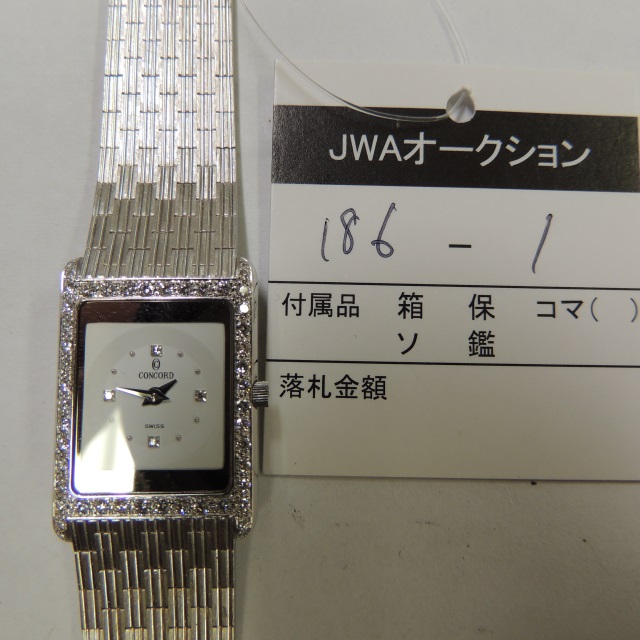 JWAオークション
186 - 1
付属品 箱 保 コマ( )
ソ 鑑
落札金額
CONCORD
SWISS